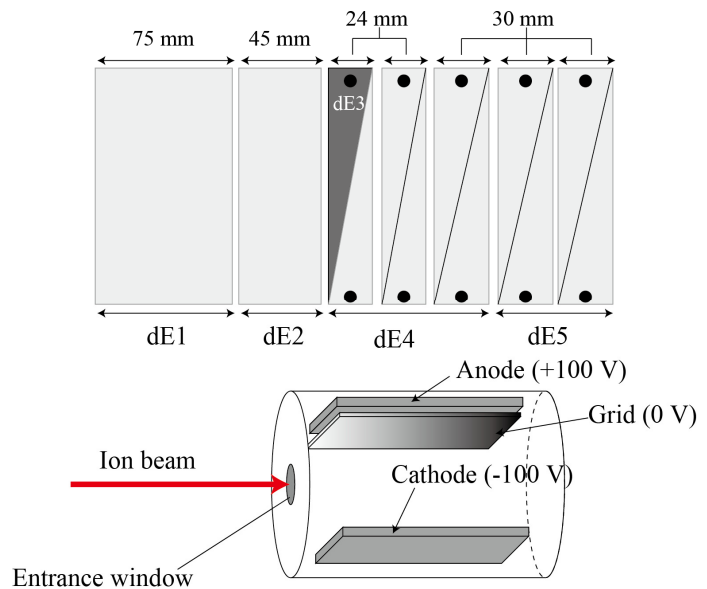 24 mm
30 mm
75 mm
45 mm
dE3
dE1
dE2
dE4
dE5
Anode (+100 V)
Grid (0 V)
Ion beam
Cathode (-100 V)
Entrance window